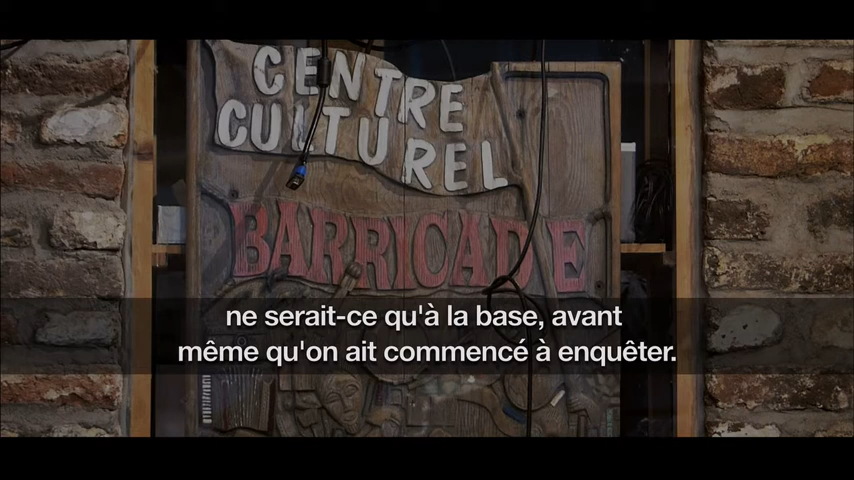 CENTRE
CULTUREL
BARRICADE
ne serait-ce qu'à la base, avant
même qu'on ait commencé à enquêter.